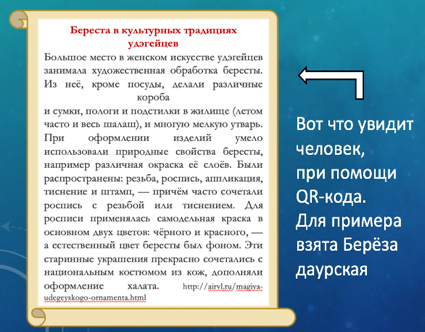 Береста в культурных традициях
удэгейцев
Большое место в женском искусстве удэгейцев
занимала художественная обработка бересты.
Из неё, кроме посуды, делали различные
короба
и сумки, пологи и подстилки в жилище (летом
часто и весь шалаш), и многую мелкую утварь.
При оформлении изделий умело
использовали природные свойства бересты,
например различная окраска её слоёв. Были
распространены: резьба, роспись, аппликация,
тиснение и штамп, — причём часто сочетали
роспись с резьбой или тиснением. Для
росписи применялась самодельная краска в
основном двух цветов: чёрного и красного, —
а естественный цвет бересты был фоном. Эти
старинные украшения прекрасно сочетались с
национальным костюмом из кож, дополняли
оформление халата. http://airvl.ru/magiya-
udegeyskogo-ornamenta.html
Вот что увидит
человек,
при помощи
QR-кода.
Для примера
взята Берёза
даурская